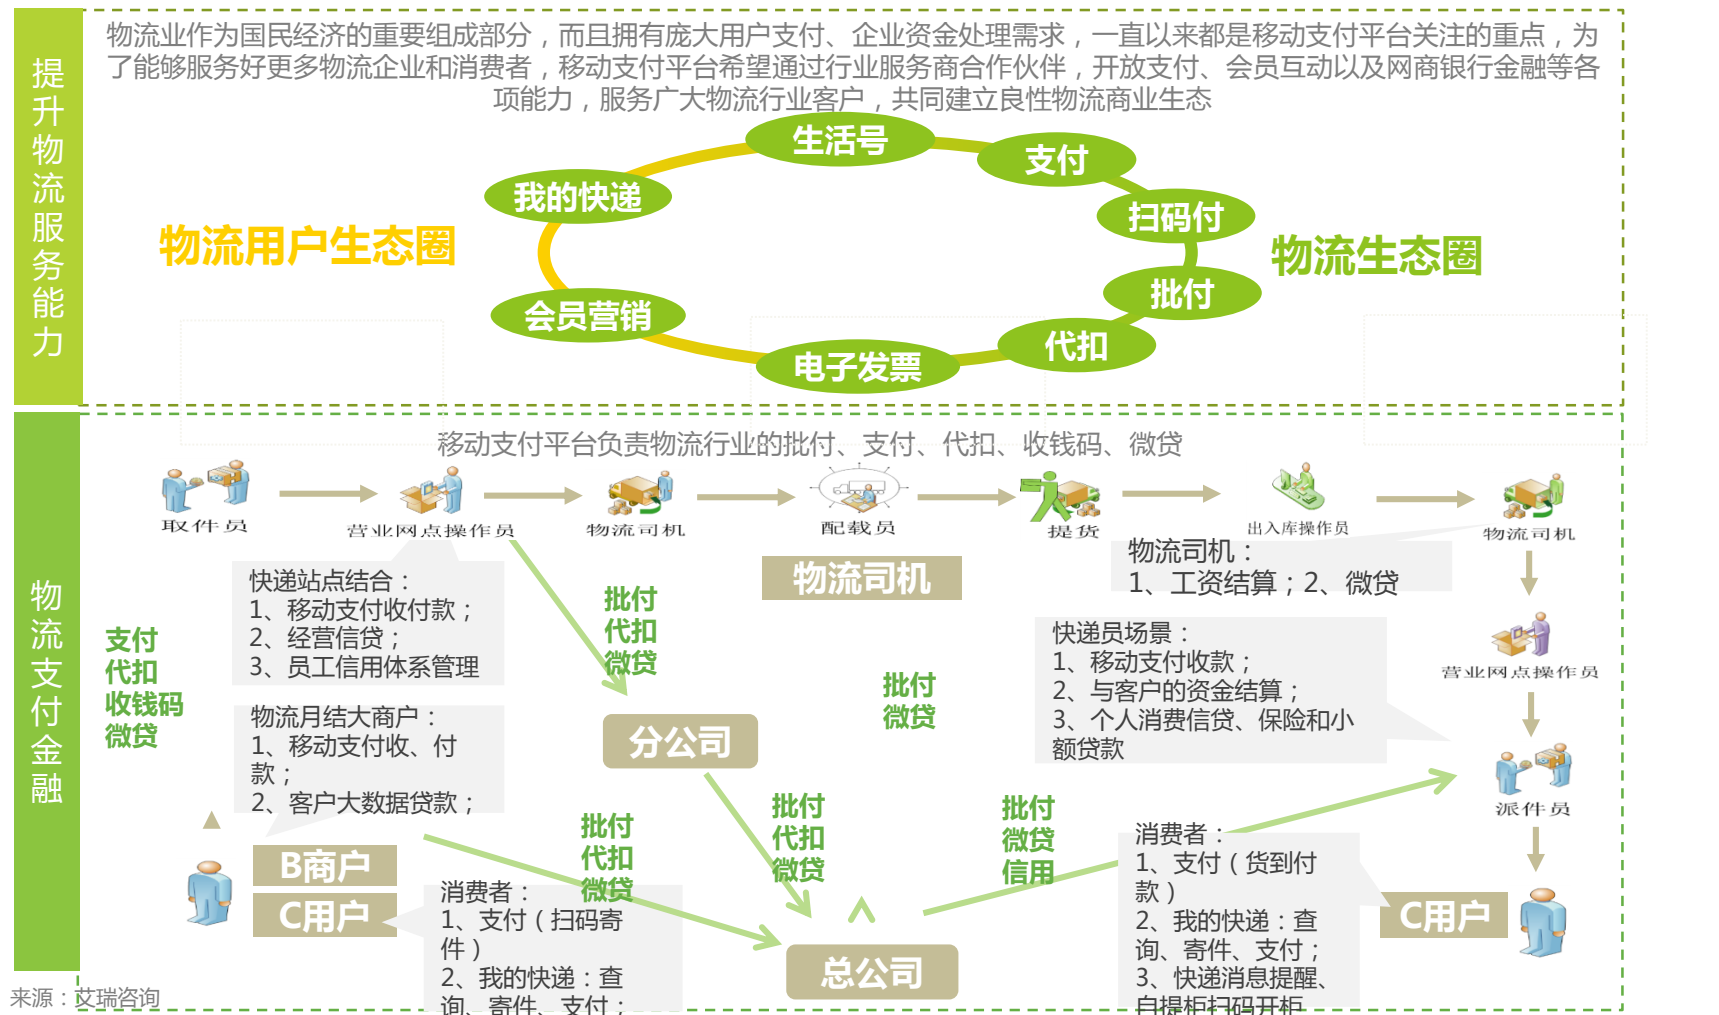 提升物流服务能力
物流业作为国民经济的重要组成部分，而且拥有庞大用户支付、企业资金处理需求，一直以来都是移动支付平台关注的重点，为
了能够服务好更多物流企业和消费者，移动支付平台希望通过行业服务商合作伙伴，开放支付、会员互动以及网商银行金融等各
项能力，服务广大物流行业客户，共同建立良性物流商业生态
生活号
支付
我的快递
扫码付
物流用户生态圈
物流生态圈
批付
会员营销
代扣
电子发票
物流支付金融
移动支付平台负责物流行业的批付、支付、代扣、收钱码、微贷
取件员
营业网点操作员
物流司机
配载员
提货
出入库操作员
物流司机
物流司机
物流司机：
1、工资结算；2、微贷
快递站点结合：
1、移动支付收付款；
2、经营信贷；
3、员工信用体系管理
批付
代扣
微贷
支付
代扣
收钱码
微贷
快递员场景：
1、移动支付收款；
2、与客户的资金结算；
3、个人消费信贷、保险和小
额贷款
营业网点操作员
批付
微贷
物流月结大商户：
1、移动支付收、付
款；
2、客户大数据贷款；
分公司
派件员
批付
代扣
微贷
批付
代扣
微贷
批付
微贷
信用
B商户
C用户
消费者：
1、支付（扫码寄
件）
2、我的快递：查
询、寄件、支付；
总公司
消费者：
1、支付（货到付
款）
2、我的快递：查
询、寄件、支付；
3、快递消息提醒、
自提柜扫码开柜
C用户
来源：艾瑞咨询